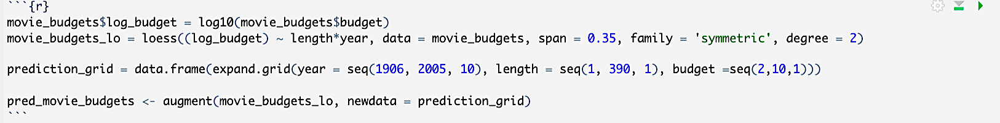 ```{r}
movie_budgets$log_budget = log10(movie_budgets$budget)
movie_budgets_lo = loess((log_budget) ~ length*year, data = movie_budgets, span = 0.35, family = 'symmetric', degree = 2)
prediction_grid = data.frame(expand.grid(year = seq(1906, 2005, 10), length = seq(1, 390, 1), budget =seq(2,10,1)))
pred_movie_budgets <- augment(movie_budgets_lo, newdata = prediction_grid)
```